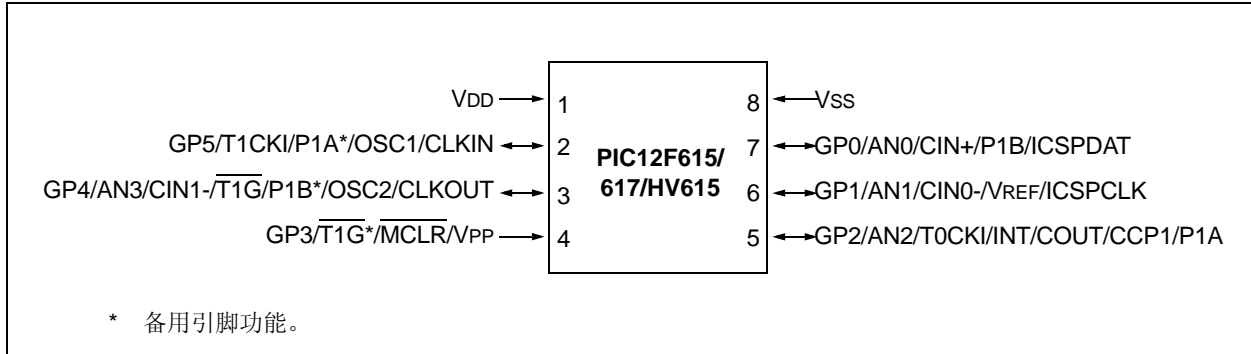 VDD 1
GP5/T1CKI/P1A*/OSC1/CLKIN 2
GP4/AN3/CIN1-/T1G/P1B*/OSC2/CLKOUT 3
GP3/T1G*/MCLR/VPP 4
PIC12F615/
617/HV615
8 VSS
7 GP0/AN0/CIN+/P1B/ICSPDAT
6 GP1/AN1/CIN0-/VREF/ICSPCLK
5 GP2/AN2/T0CKI/INT/COUT/CCP1/P1A
* 备用引脚功能。